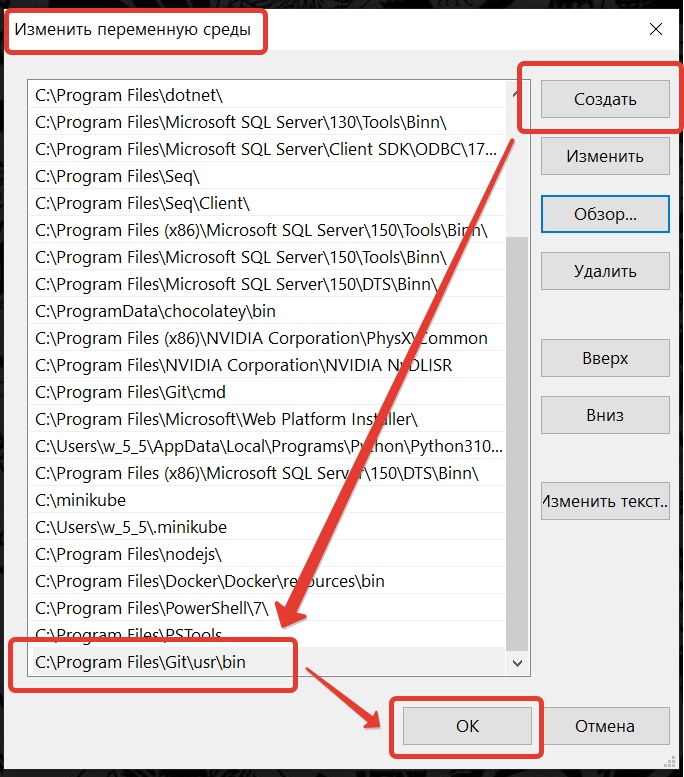 Изменить переменную среды
C:\Program Files\dotnet\
C:\Program Files\Microsoft SQL Server\130\Tools\Binn\
C:\Program Files\Microsoft SQL Server\Client SDK\ODBC\17...
C:\Program Files\Seq\
C:\Program Files\Seq\Client\
C:\Program Files (x86)\Microsoft SQL Server\150\Tools\Binn\
C:\Program Files\Microsoft SQL Server\150\Tools\Binn\
C:\Program Files\Microsoft SQL Server\150\DTS\Binn\
C:\ProgramData\chocolatey\bin
C:\Program Files (x86)\NVIDIA Corporation\PhysX\Common
C:\Program Files\NVIDIA Corporation\NVIDIA NvDLISR
C:\Program Files\Git\cmd
C:\Program Files\Microsoft\Web Platform Installer\
C:\Users\w_5_5\AppData\Local\Programs\Python\Python310...
C:\Program Files (x86)\Microsoft SQL Server\150\DTS\Binn\
C:\minikube
C:\Users\w_5_5\.minikube
C:\Program Files\nodejs\
C:\Program Files\Docker\Docker\resources\bin
C:\Program Files\PowerShell\7\
C:\Program Files\PSTools
C:\Program Files\Git\usr\bin
Создать
Изменить
Обзор...
Удалить
Вверх
Вниз
Изменить текст..
ОК
Отмена